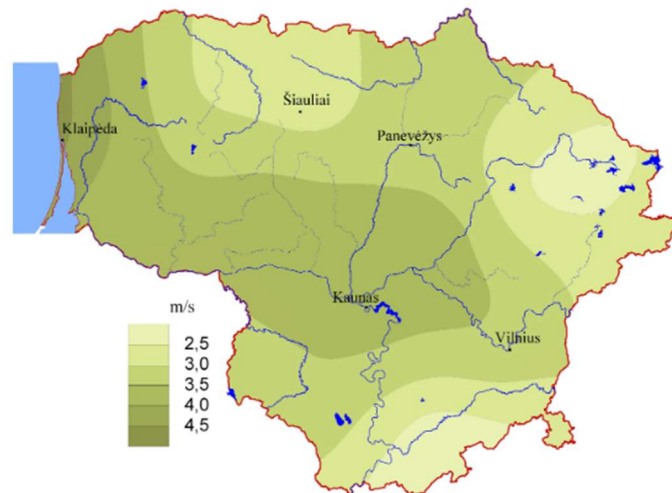 Šiauliai
Klaipėda
Panevėžys
Kaunas
Vilnius
m/s
2,5
3,0
3,5
4,0
4,5